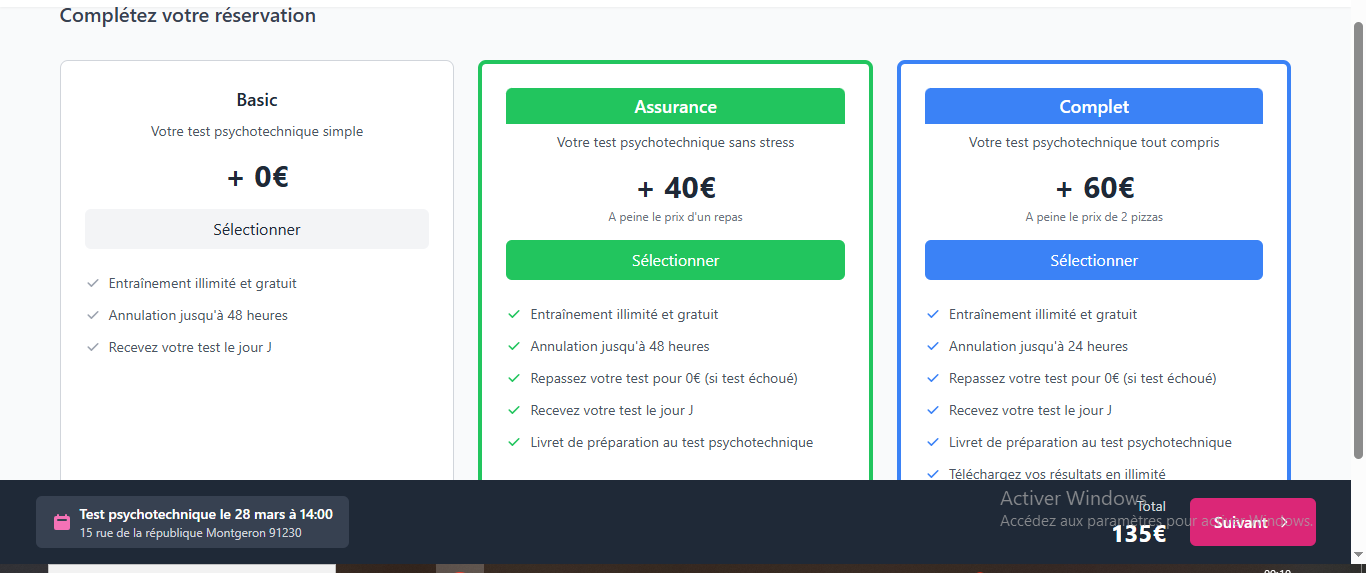 Complétez votre réservation
Basic
Votre test psychotechnique simple
+ 0€
Sélectionner
Entraînement illimité et gratuit
Annulation jusqu'à 48 heures
Recevez votre test le jour J
Assurance
Votre test psychotechnique sans stress
+ 40€
A peine le prix d'un repas
Sélectionner
Entraînement illimité et gratuit
Annulation jusqu'à 48 heures
Repassez votre test pour 0€ (si test échoué)
Recevez votre test le jour J
Livret de préparation au test psychotechnique
Complet
Votre test psychotechnique tout compris
+ 60€
A peine le prix de 2 pizzas
Sélectionner
Entraînement illimité et gratuit
Annulation jusqu'à 24 heures
Repassez votre test pour 0€ (si test échoué)
Recevez votre test le jour J
Livret de préparation au test psychotechnique
Téléchargez vos résultats en illimité
Test psychotechnique le 28 mars à 14:00
15 rue de la république Montgeron 91230
Activer Windows
Accédez aux paramètres pour activer Windows.
Total
135€
Suivant